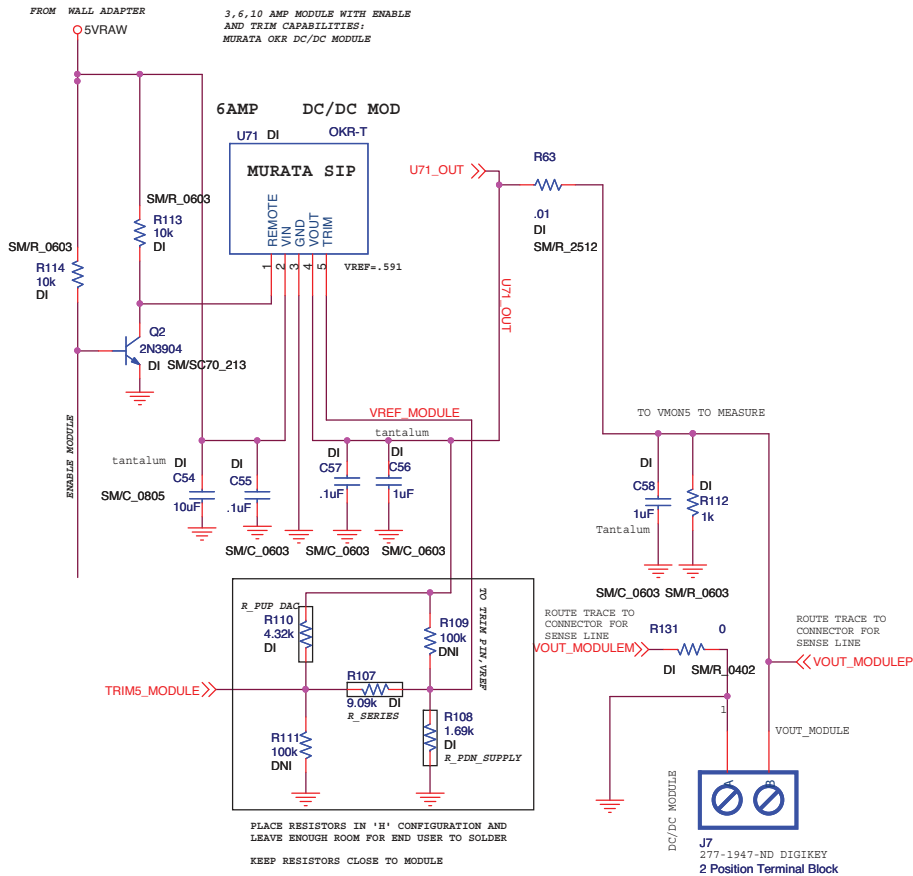 FROM WALL ADAPTER
5VRAW
3,6,10 AMP MODULE WITH ENABLE
AND TRIM CAPABILITIES:
MURATA OKR DC/DC MODULE
6AMP DC/DC MOD
U71 DI OKR-T
MURATA SIP
REMOTE
VIN
GND
VOUT
TRIM
1
2
3
4
5
VREF=.591
U71_OUT
R63
.01
DI
SM/R_2512
U71_OUT
SM/R_0603
R113
10k
DI
SM/R_0603
R114
10k
DI
Q2
2N3904
DI SM/SC70_213
ENABLE MODULE
VREF_MODULE
tantalum
TO VMON5 TO MEASURE
tantalum DI
C54
SM/C_0805
10uF
DI
C55
.1uF
SM/C_0603
DI
C57
.1uF
SM/C_0603
DI
C56
1uF
SM/C_0603
DI
C58
1uF
Tantalum
SM/C_0603
DI
R112
1k
SM/R_0603
R_PUP DAC
R110
4.32k
DI
R109
100k
DNI
TO TRIM PIN,VREF
TRIM5_MODULE
R107
9.09k DI
R_SERIES
R111
100k
DNI
R108
1.69k
DI
R_PDN_SUPPLY
PLACE RESISTORS IN 'H' CONFIGURATION AND
LEAVE ENOUGH ROOM FOR END USER TO SOLDER
KEEP RESISTORS CLOSE TO MODULE
ROUTE TRACE TO
CONNECTOR FOR
SENSE LINE
VOUT_MODULEM
R131 0
DI SM/R_0402
ROUTE TRACE TO
CONNECTOR FOR
SENSE LINE
VOUT_MODULEP
1
VOUT_MODULE
DC/DC MODULE
A
B
J7
277-1947-ND DIGIKEY
2 Position Terminal Block